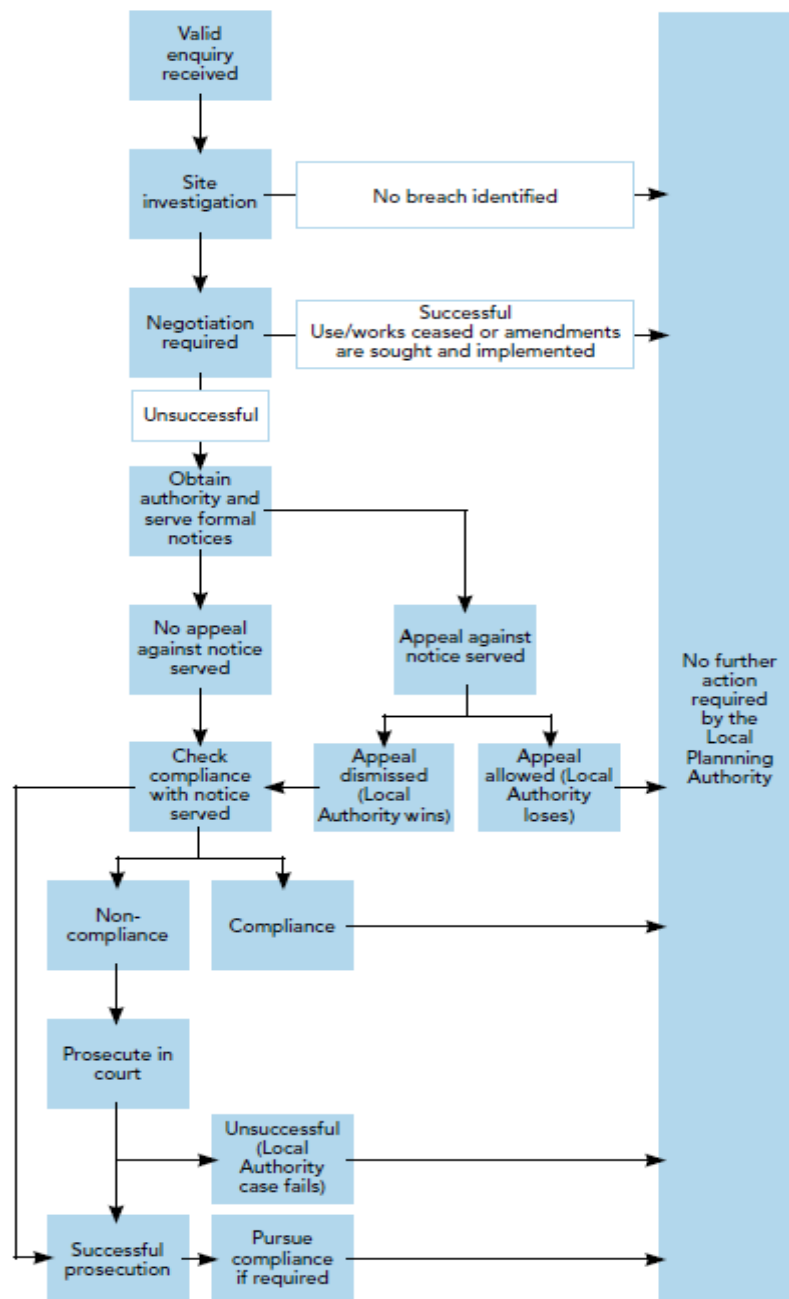 Valid
enquiry
received
Site
investigation
No breach identified
Negotiation
required
Successful
Use/works ceased or amendments
are sought and implemented
Unsuccessful
Obtain
authority and
serve formal
notices
No appeal
against notice
served
Appeal against
notice served
No further
action
required
by the
Local
Plannning
Authority
Check
compliance
with notice
served
Appeal
dismissed
(Local
Authority wins)
Appeal
allowed (Local
Authority
loses)
Non-
compliance
Compliance
Prosecute in
court
Unsuccessful
(Local
Authority
case fails)
Successful
prosecution
Pursue
compliance
if required